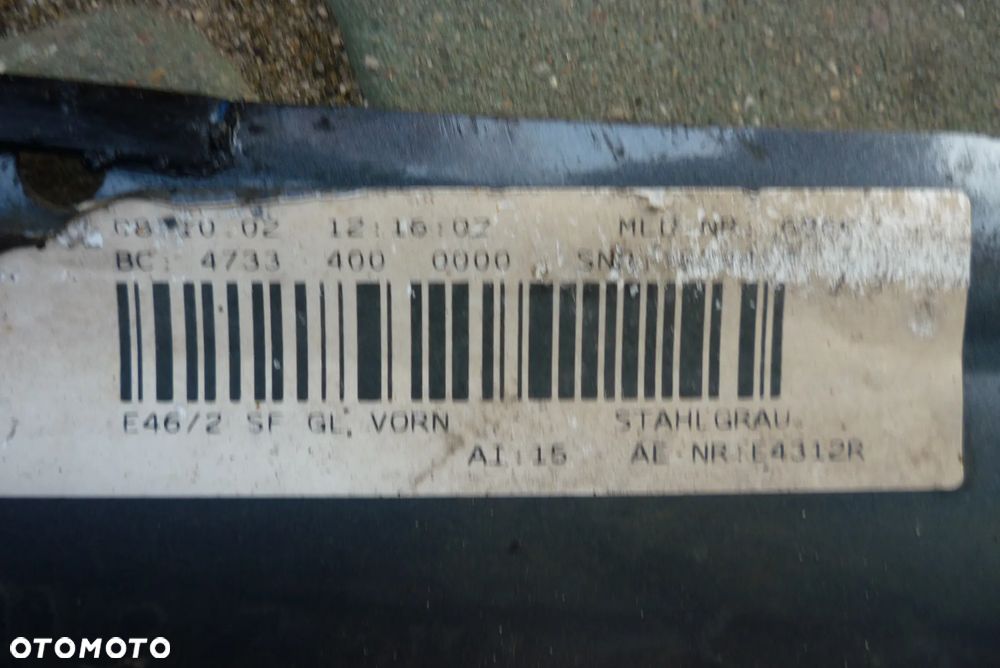 08.10.02 12:16:02 MLD NR:
BC: 4733 400 0000
E46/2 SF GL, VORN STAHLGRAU
AI:15 AE NR:E4312R
OTOMOTO